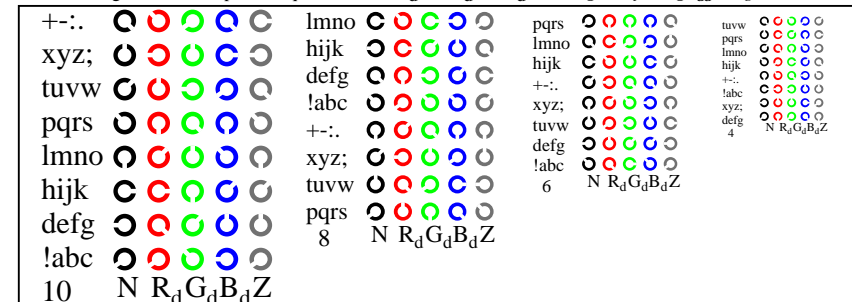 +-:.
xyz;
tuvw
pqrs
lmno
hijk
defg
!abc
10 N RdGdBdZ
lmno
hijk
defg
!abc
+-:.
xyz;
tuvw
pqrs
8 N RdGdBdZ
pqrs
lmno
hijk
+-:.
xyz;
tuvw
defg
!abc
6 N RdGdBdZ
tuvw
pqrs
lmno
hijk
+-:.
!abc
xyz;
defg
4 N RdGdBdZ